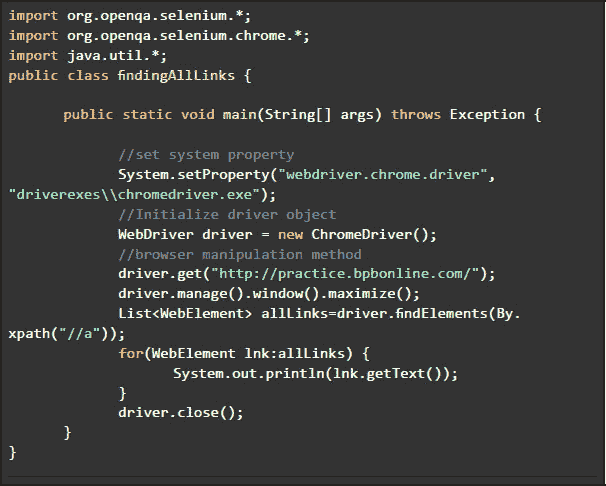 import org.openqa.selenium.*;
import org.openqa.selenium.chrome.*;
import java.util.*;
public class findingAllLinks {
public static void main(String[] args) throws Exception {
//set system property
System.setProperty("webdriver.chrome.driver",
"driverexes\\chromedriver.exe");
//Initialize driver object
WebDriver driver = new ChromeDriver();
//browser manipulation method
driver.get("http://practice.bpbonline.com/");
driver.manage().window().maximize();
List<WebElement> allLinks=driver.findElements(By.
xpath("//a"));
for(WebElement lnk:allLinks) {
System.out.println(lnk.getText());
}
driver.close();
}
}